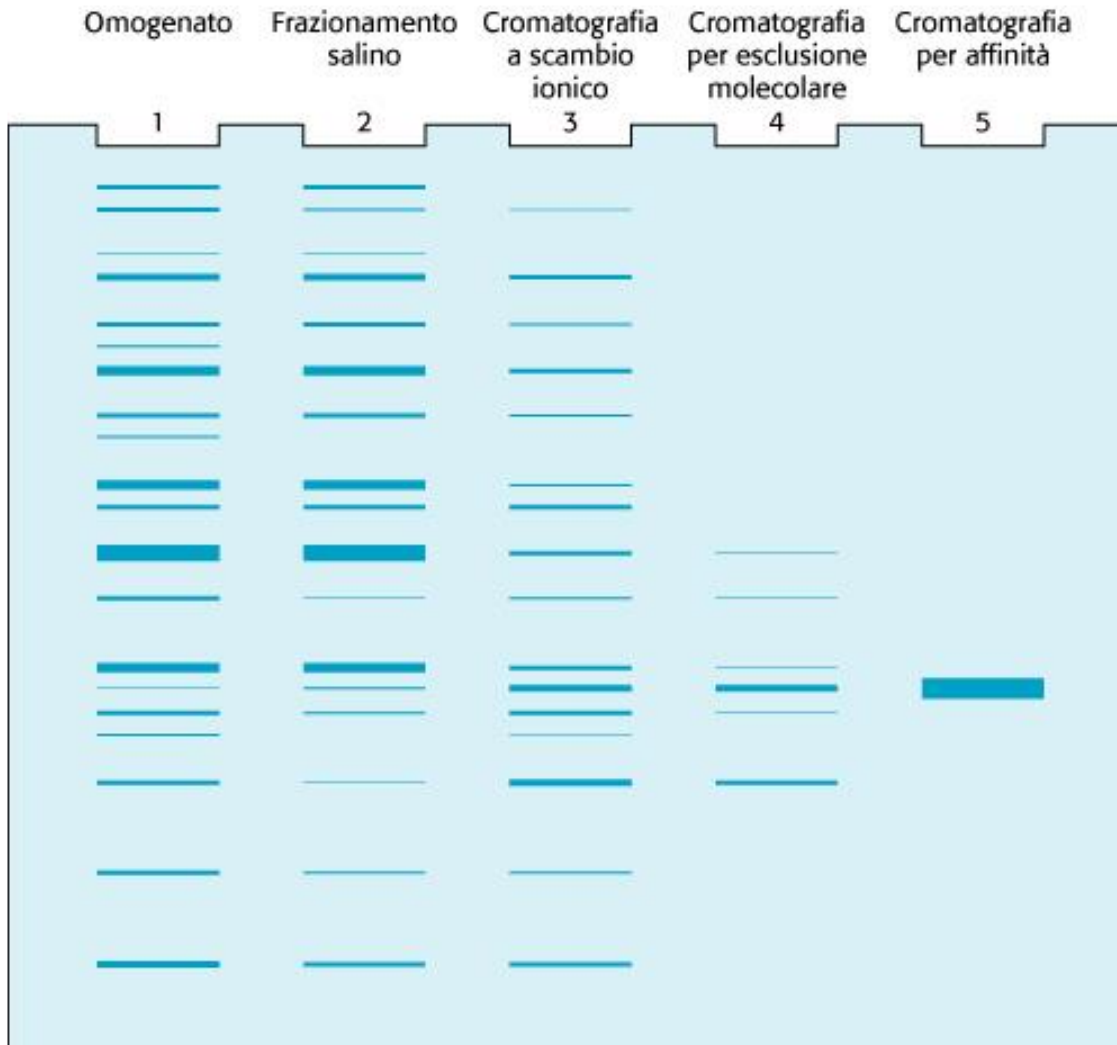 Omogenato
Frazionamento
salino
Cromatografia
a scambio
ionico
Cromatografia
per esclusione
molecolare
Cromatografia
per affinità
1
2
3
4
5